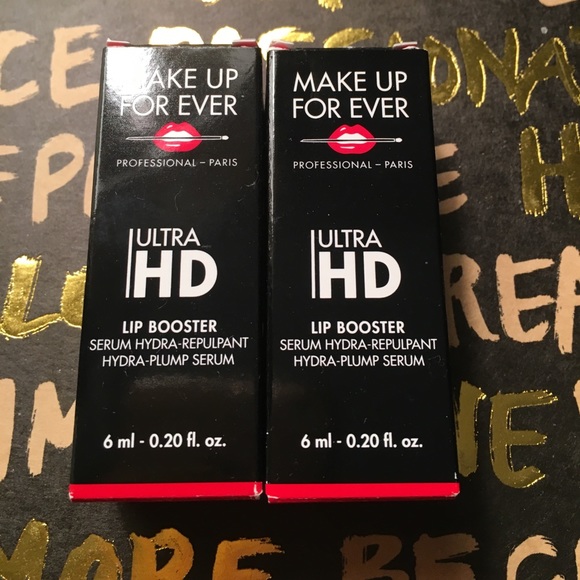 MAKE UP
FOR EVER
PROFESSIONAL – PARIS
ULTRA
HD
LIP BOOSTER
SERUM HYDRA-REPULPANT
HYDRA-PLUMP SERUM
6 ml - 0.20 fl. oz.
MAKE UP
FOR EVER
PROFESSIONAL – PARIS
ULTRA
HD
LIP BOOSTER
SERUM HYDRA-REPULPANT
HYDRA-PLUMP SERUM
6 ml - 0.20 fl. oz.
MORE